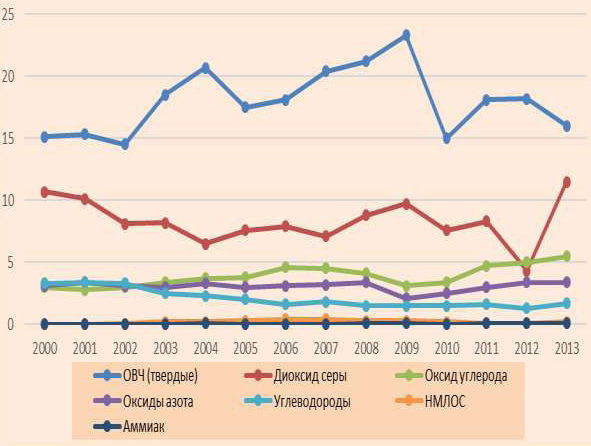 25
20
15
10
5
0
2000 2001 2002 2003 2004 2005 2006 2007 2008 2009 2010 2011 2012 2013
ОВЧ (твердые) Диоксид серы Оксид углерода
Оксиды азота Углеводороды НМЛОС
Аммиак